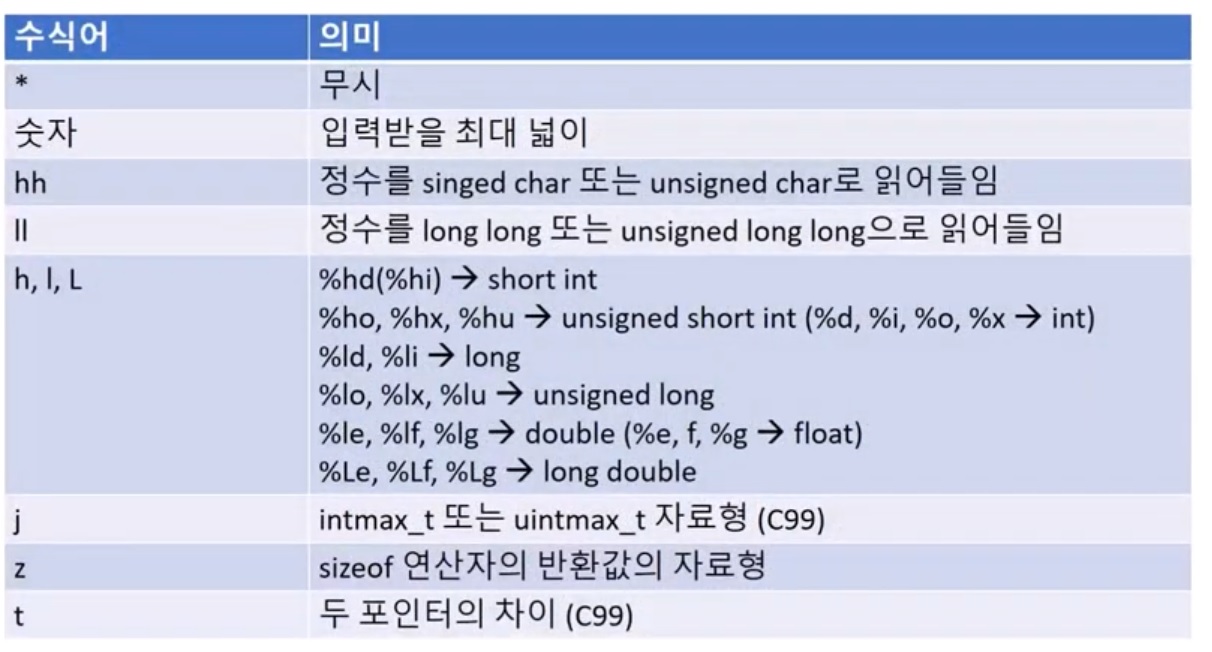 수식어 의미
* 무시
숫자 입력받을 최대 넓이
hh 정수를 singed char 또는 unsigned char로 읽어들임
ll 정수를 long long 또는 unsigned long long으로 읽어들임
h, l, L %hd(%hi) → short int
%ho, %hx, %hu → unsigned short int (%d, %i, %o, %x → int)
%ld, %li → long
%lo, %lx, %lu → unsigned long
%le, %lf, %lg → double (%e, f, %g → float)
%Le, %Lf, %Lg → long double
j intmax_t 또는 uintmax_t 자료형 (C99)
z sizeof 연산자의 반환값의 자료형
t 두 포인터의 차이 (C99)